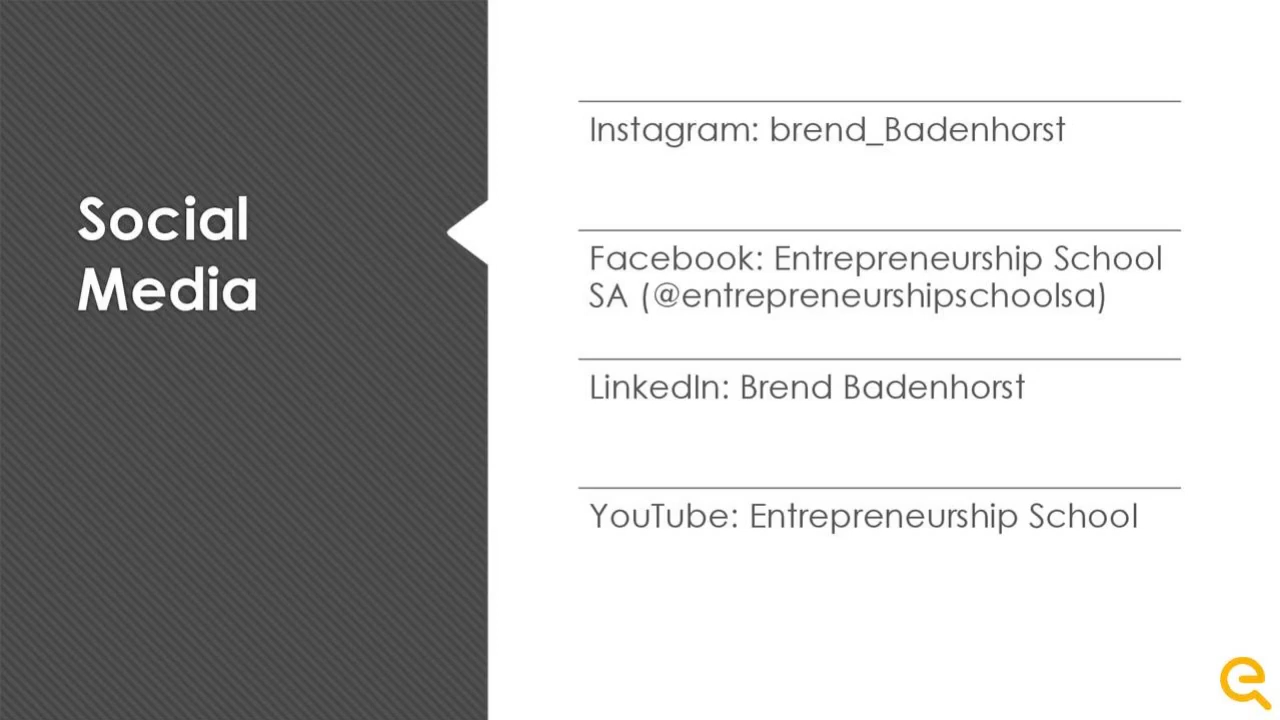 Social
Media
Instagram: brend_Badenhorst
Facebook: Entrepreneurship School
SA (@entrepreneurshipschoolsa)
LinkedIn: Brend Badenhorst
YouTube: Entrepreneurship School